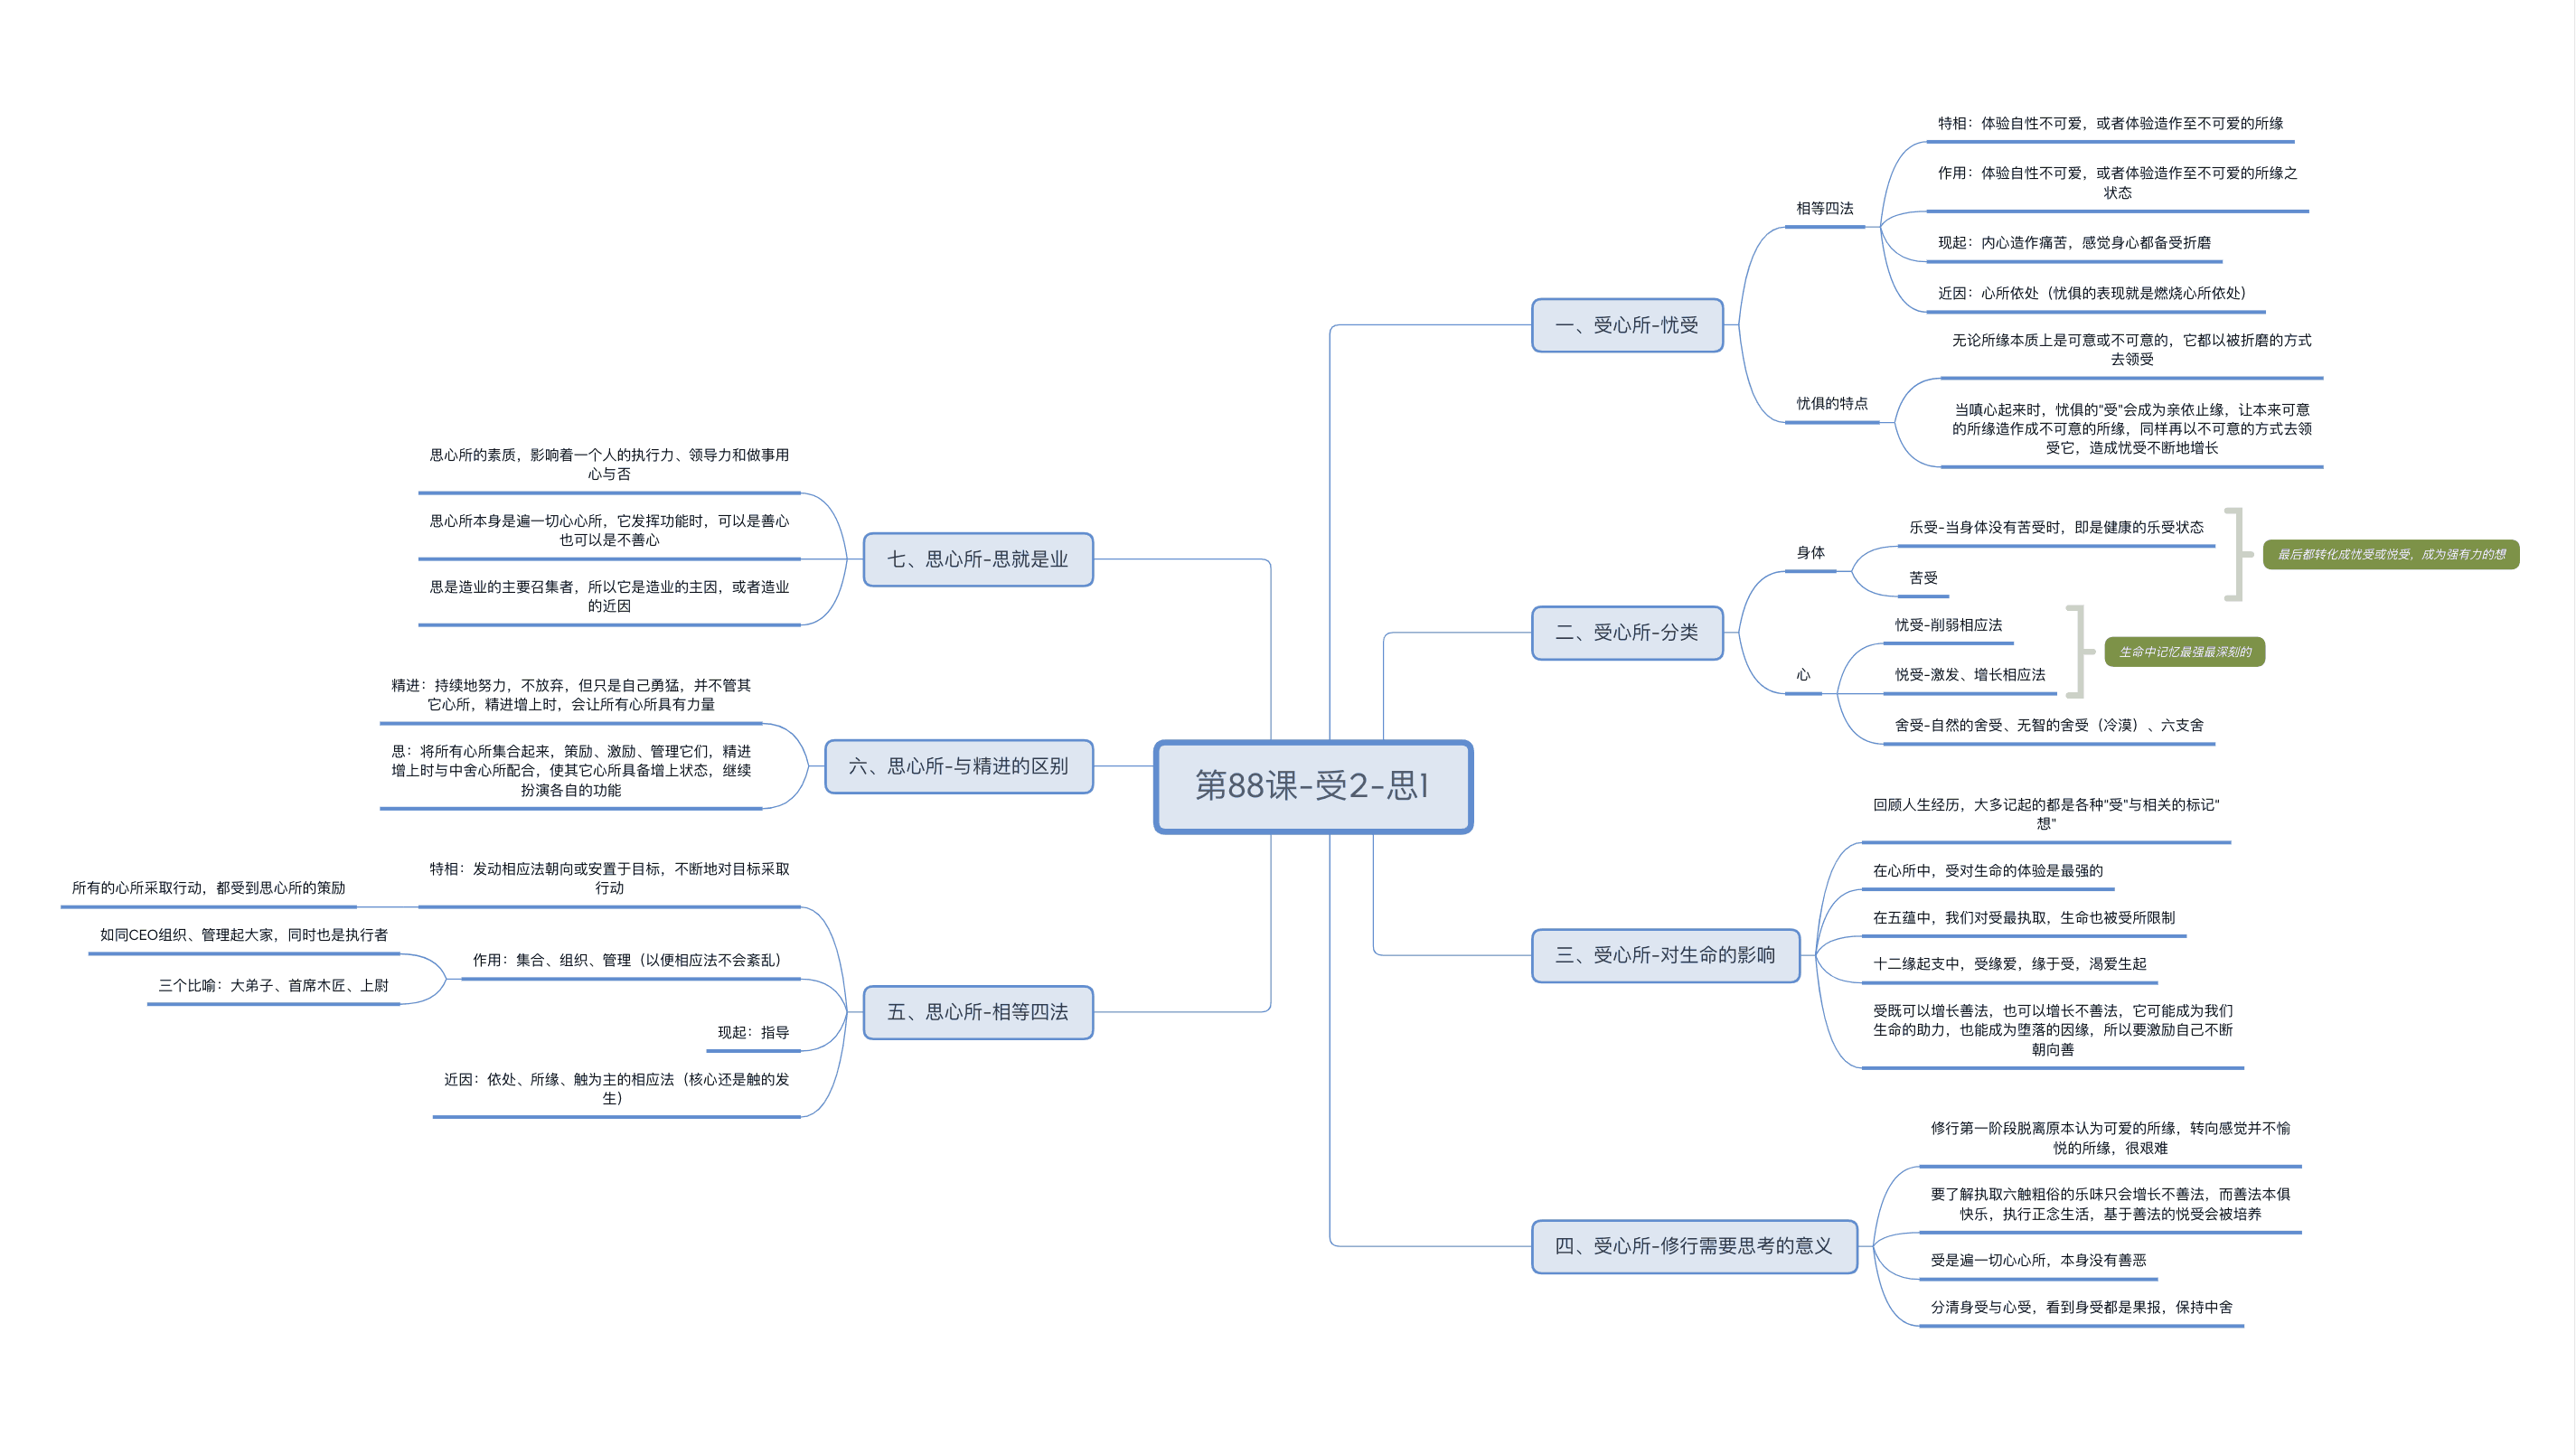 第88课-受2-思1
一、受心所-忧受
相等四法
特相：体验自性不可爱，或者体验造作至不可爱的所缘
作用：体验自性不可爱，或者体验造作至不可爱的所缘之
状态
现起：内心造作痛苦，感觉身心都备受折磨
近因：心所依处（忧俱的表现就是燃烧心所依处）
忧俱的特点
无论所缘本质上是可意或不可意的，它都以被折磨的方式
去领受
当嗔心起来时，忧俱的"受"会成为亲依止缘，让本来可意
的所缘造作成不可意的所缘，同样再以不可意的方式去领
受它，造成忧受不断地增长
二、受心所-分类
身体
乐受-当身体没有苦受时，即是健康的乐受状态
苦受
最后都转化成忧受或悦受，成为强有力的想
心
忧受-削弱相应法
悦受-激发、增长相应法
生命中记忆最强最深刻的
舍受-自然的舍受、无智的舍受（冷漠）、六支舍
三、受心所-对生命的影响
回顾人生经历，大多记起的都是各种"受"与相关的标记"
想"
在心所中，受对生命的体验是最强的
在五蕴中，我们对受最执取，生命也被受所限制
十二缘起支中，受缘爱，缘于受，渴爱生起
受既可以增长善法，也可以增长不善法，它可能成为我们
生命的助力，也能成为堕落的因缘，所以要激励自己不断
朝向善
四、受心所-修行需要思考的意义
修行第一阶段脱离原本认为可爱的所缘，转向感觉并不愉
悦的所缘，很艰难
要了解执取六触粗俗的乐味只会增长不善法，而善法本俱
快乐，执行正念生活，基于善法的悦受会被培养
受是遍一切心心所，本身没有善恶
分清身受与心受，看到身受都是果报，保持中舍
五、思心所-相等四法
特相：发动相应法朝向或安置于目标，不断地对目标采取
行动
所有的心所采取行动，都受到思心所的策励
作用：集合、组织、管理（以便相应法不会紊乱）
如同CEO组织、管理起大家，同时也是执行者
三个比喻：大弟子、首席木匠、上尉
现起：指导
近因：依处、所缘、触为主的相应法（核心还是触的发
生）
六、思心所-与精进的区别
精进：持续地努力，不放弃，但只是自己勇猛，并不管其
它心所，精进增上时，会让所有心所具有力量
思：将所有心所集合起来，策励、激励、管理它们，精进
增上时与中舍心所配合，使其它心所具备增上状态，继续
扮演各自的功能
七、思心所-思就是业
思心所的素质，影响着一个人的执行力、领导力和做事用
心与否
思心所本身是遍一切心心所，它发挥功能时，可以是善心
也可以是不善心
思是造业的主要召集者，所以它是造业的主因，或者造业
的近因